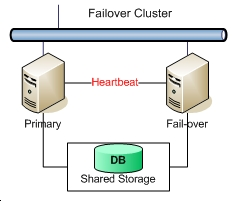 Failover Cluster
Heartbeat
Primary
Fail-over
DB
Shared Storage